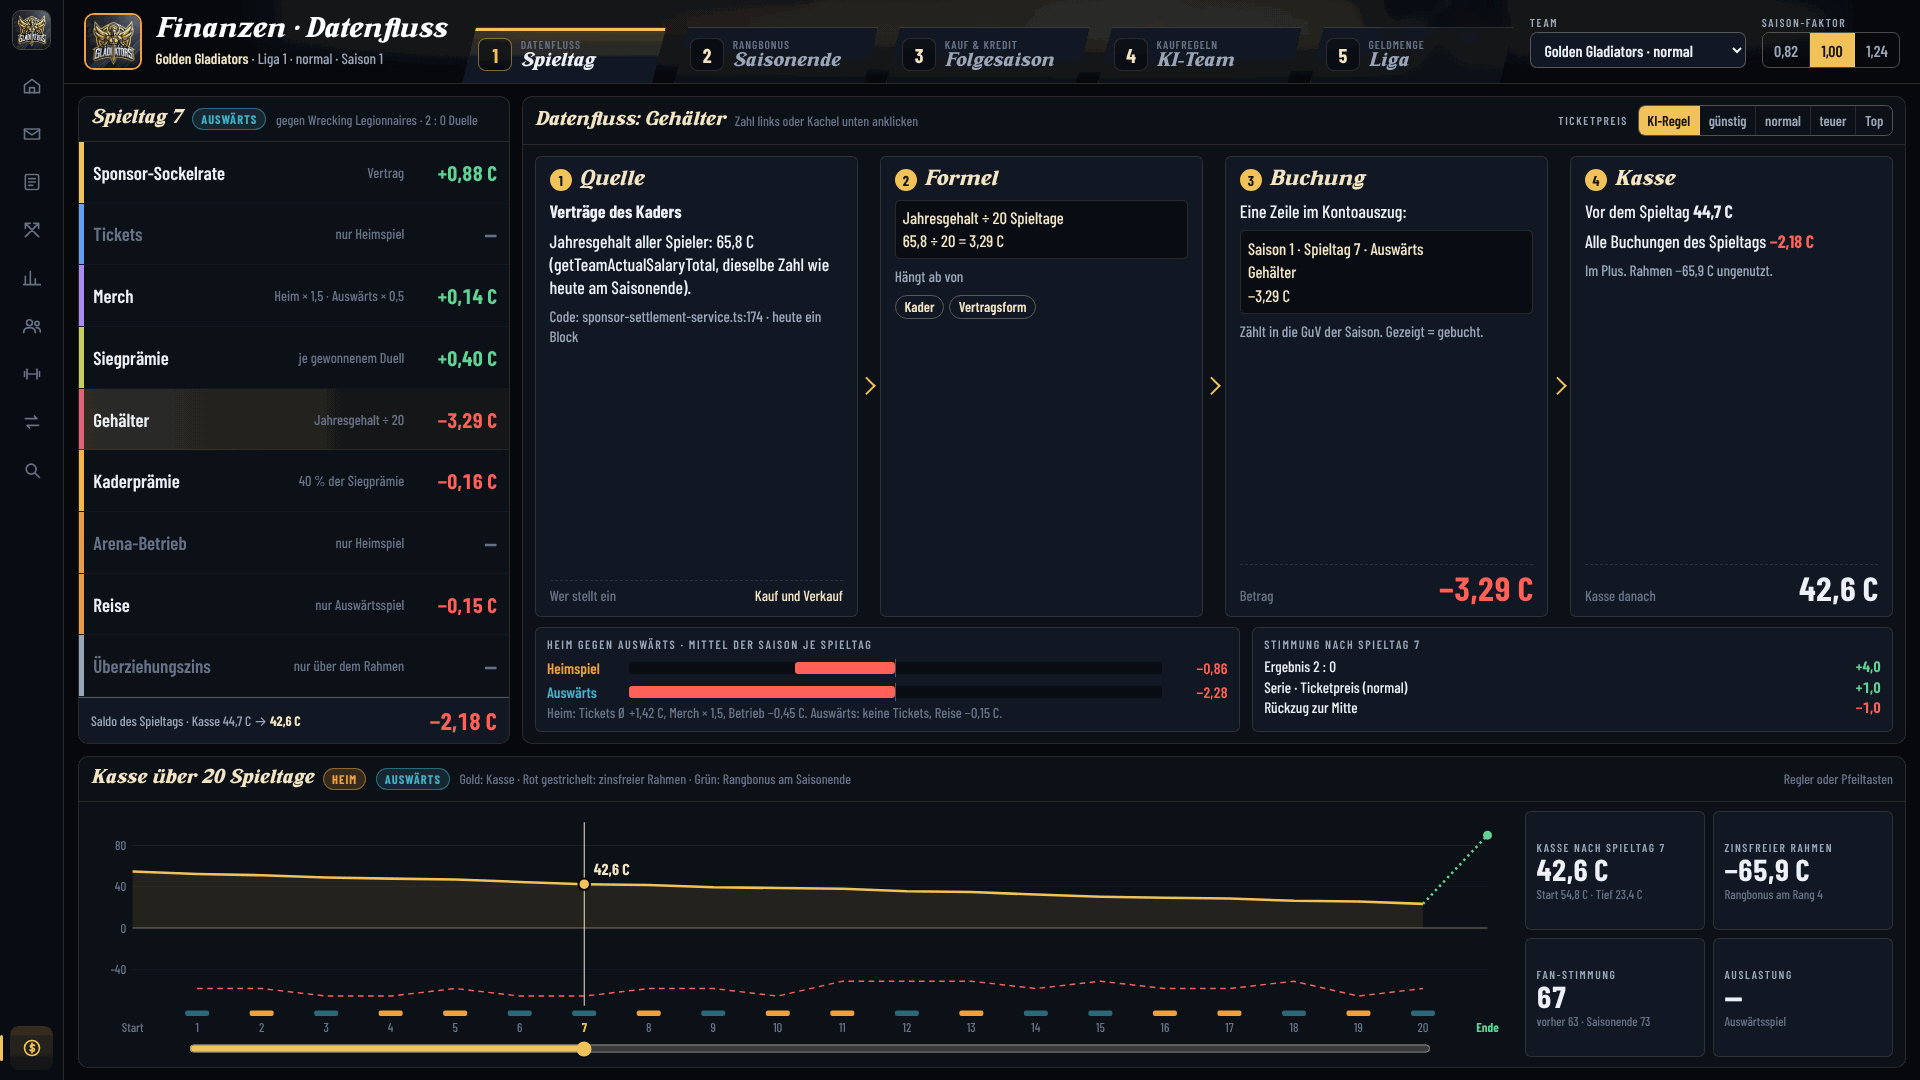 Finanzen · Datenfluss
Golden Gladiators · Liga 1 · normal · Saison 1
1 DATENFLUSS Spieltag
2 RANGBONUS Saisonende
3 KAUF & KREDIT Folgesaison
4 KAUFREGELN KI-Team
5 GELDMENGE Liga
TEAM
Golden Gladiators · normal
SAISON-FAKTOR
0,82 1,00 1,24
Spieltag 7 AUSWÄRTS gegen Wrecking Legionnaires · 2 : 0 Duelle
Sponsor-Sockelrate Vertrag +0,88 C
Tickets nur Heimspiel –
Merch Heim × 1,5 · Auswärts × 0,5 +0,14 C
Siegprämie je gewonnenem Duell +0,40 C
Gehälter Jahresgehalt ÷ 20 −3,29 C
Kaderprämie 40 % der Siegprämie −0,16 C
Arena-Betrieb nur Heimspiel –
Reise nur Auswärtsspiel −0,15 C
Überziehungszins nur über dem Rahmen –
Saldo des Spieltags · Kasse 44,7 C → 42,6 C −2,18 C
Datenfluss: Gehälter Zahl links oder Kachel unten anklicken
TICKETPREIS KI-Regel günstig normal teuer Top
1 Quelle
Verträge des Kaders
Jahresgehalt aller Spieler: 65,8 C
(getTeamActualSalaryTotal, dieselbe Zahl wie
heute am Saisonende).
Code: sponsor-settlement-service.ts:174 · heute ein
Block
Wer stellt ein Kauf und Verkauf
2 Formel
Jahresgehalt ÷ 20 Spieltage
65,8 ÷ 20 = 3,29 C
Hängt ab von
Kader Vertragsform
3 Buchung
Eine Zeile im Kontoauszug:
Saison 1 · Spieltag 7 · Auswärts
Gehälter
−3,29 C
Zählt in die GuV der Saison. Gezeigt = gebucht.
Betrag −3,29 C
4 Kasse
Vor dem Spieltag 44,7 C
Alle Buchungen des Spieltags −2,18 C
Im Plus. Rahmen −65,9 C ungenutzt.
Kasse danach 42,6 C
HEIM GEGEN AUSWÄRTS · MITTEL DER SAISON JE SPIELTAG
Heimspiel −0,86
Auswärts −2,28
Heim: Tickets Ø +1,42 C, Merch × 1,5, Betrieb −0,45 C. Auswärts: keine Tickets, Reise −0,15 C.
STIMMUNG NACH SPIELTAG 7
Ergebnis 2 : 0 +4,0
Serie · Ticketpreis (normal) +1,0
Rückzug zur Mitte −1,0
Kasse über 20 Spieltage HEIM AUSWÄRTS Gold: Kasse · Rot gestrichelt: zinsfreier Rahmen · Grün: Rangbonus am Saisonende
Regler oder Pfeiltasten
80
40
0
-40
42,6 C
Start 1 2 3 4 5 6 7 8 9 10 11 12 13 14 15 16 17 18 19 20 Ende
KASSE NACH SPIELTAG 7
42,6 C
Start 54,8 C · Tief 23,4 C
ZINSFREIER RAHMEN
−65,9 C
Rangbonus am Rang 4
FAN-STIMMUNG
67
vorher 63 · Saisonende 73
AUSLASTUNG
–
Auswärtsspiel